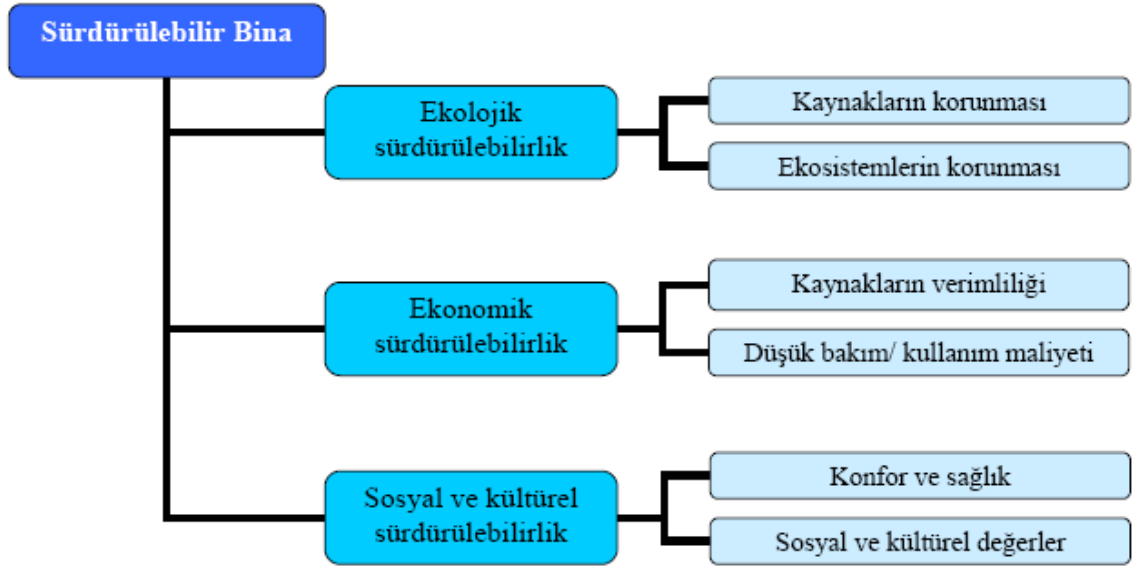 Sürdürülebilir Bina
Ekolojik
sürdürülebilirlik
Kaynakların korunması
Ekosistemlerin korunması
Ekonomik
sürdürülebilirlik
Kaynakların verimliliği
Düşük bakım/ kullanım maliyeti
Sosyal ve kültürel
sürdürülebilirlik
Konfor ve sağlık
Sosyal ve kültürel değerler